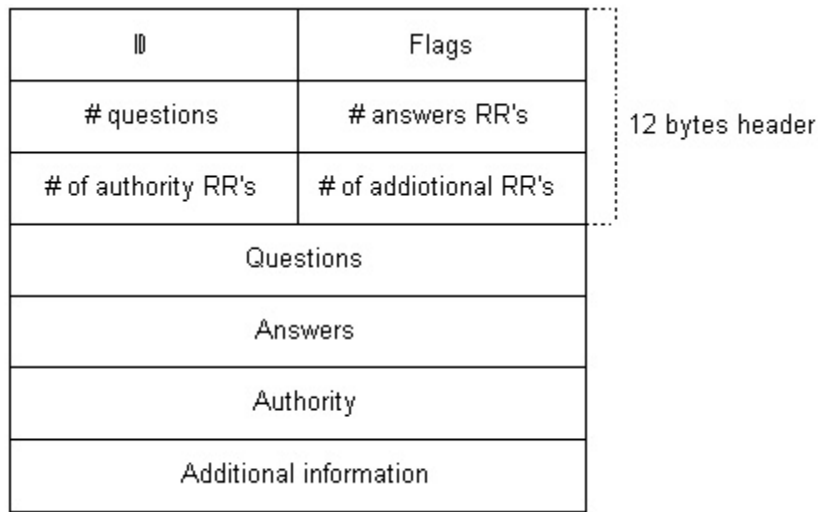 ID
Flags
# questions
# answers RR's
12 bytes header
# of authority RR's
# of addiotional RR's
Questions
Answers
Authority
Additional information